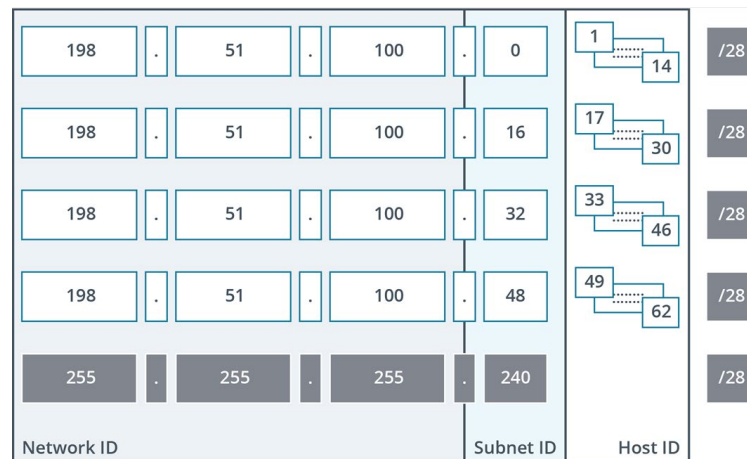 198 . 51 . 100 . 0 1 14 /28
198 . 51 . 100 . 16 17 30 /28
198 . 51 . 100 . 32 33 46 /28
198 . 51 . 100 . 48 49 62 /28
255 . 255 . 255 . 240 /28
Network ID Subnet ID Host ID